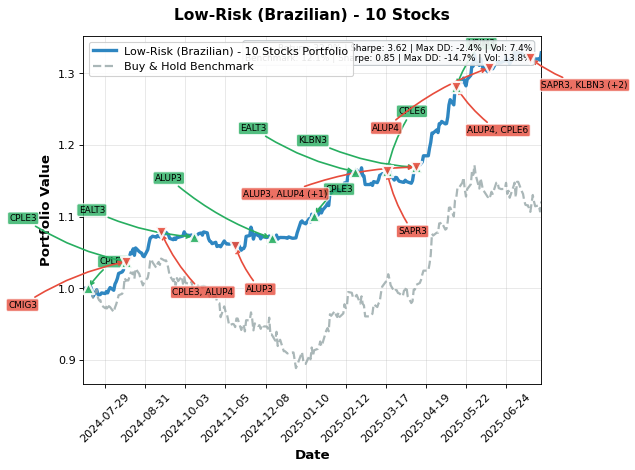 Low-Risk (Brazilian) - 10 Stocks
Low-Risk (Brazilian) - 10 Stocks Portfolio
Buy & Hold Benchmark
Sharpe: 3.62 | Max DD: -2.4% | Vol: 7.4%
Sharpe: 0.85 | Max DD: -14.7% | Vol: 13.8%
SAPR3, KLBN3 (+2)
CPLE6
EALT3
ALUP4
ALUP4, CPLE6
KLBN3
ALUP3
CPLE3
ALUP3, ALUP4 (+1)
EALT3
CPLE3
SAPR3
CMIG3
CPLE3, ALUP4
ALUP3
1.3
1.2
1.1
1.0
0.9
Portfolio Value
2024-07-29
2024-08-31
2024-10-03
2024-11-05
2024-12-08
2025-01-10
2025-02-12
2025-03-17
2025-04-19
2025-05-22
2025-06-24
Date